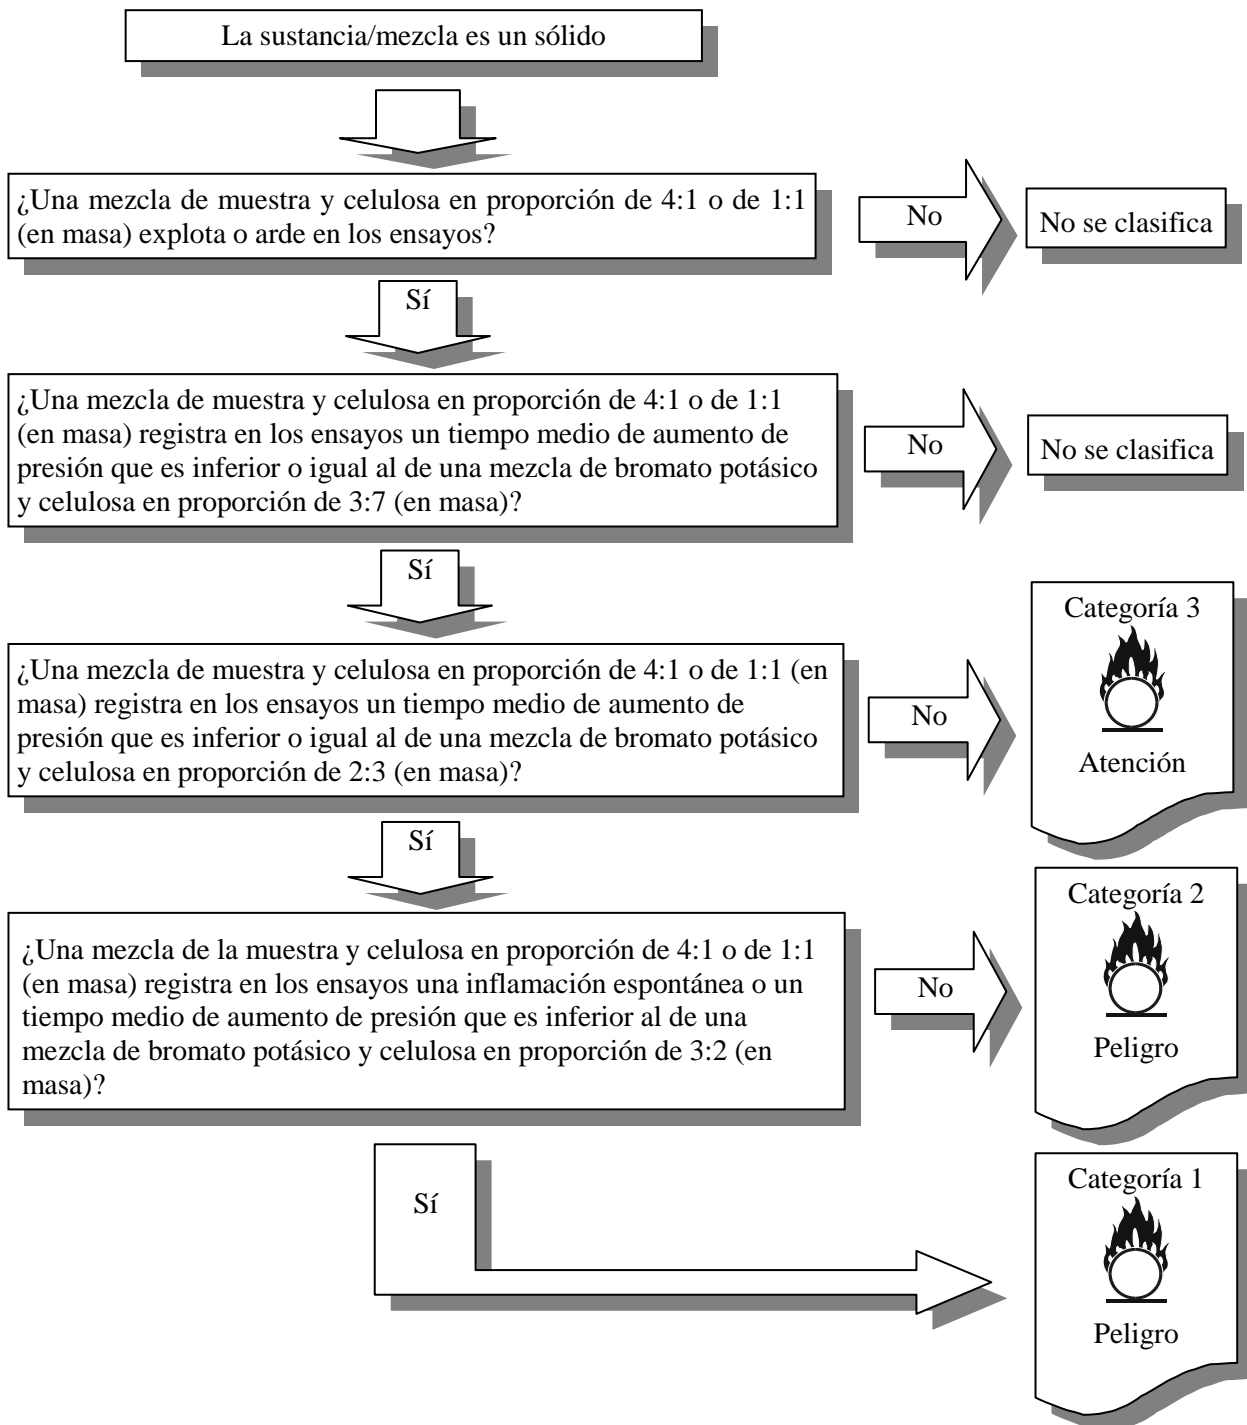 La sustancia/mezcla es un sólido
¿Una mezcla de muestra y celulosa en proporción de 4:1 o de 1:1
(en masa) explota o arde en los ensayos?
No
No se clasifica
Sí
¿Una mezcla de muestra y celulosa en proporción de 4:1 o de 1:1
(en masa) registra en los ensayos un tiempo medio de aumento de
presión que es inferior o igual al de una mezcla de bromato potásico
y celulosa en proporción de 3:7 (en masa)?
No
No se clasifica
Sí
¿Una mezcla de muestra y celulosa en proporción de 4:1 o de 1:1 (en
masa) registra en los ensayos un tiempo medio de aumento de
presión que es inferior o igual al de una mezcla de bromato potásico
y celulosa en proporción de 2:3 (en masa)?
No
Categoría 3
Atención
Sí
¿Una mezcla de la muestra y celulosa en proporción de 4:1 o de 1:1
(en masa) registra en los ensayos una inflamación espontánea o un
tiempo medio de aumento de presión que es inferior al de una
mezcla de bromato potásico y celulosa en proporción de 3:2 (en
masa)?
No
Categoría 2
Peligro
Sí
Categoría 1
Peligro